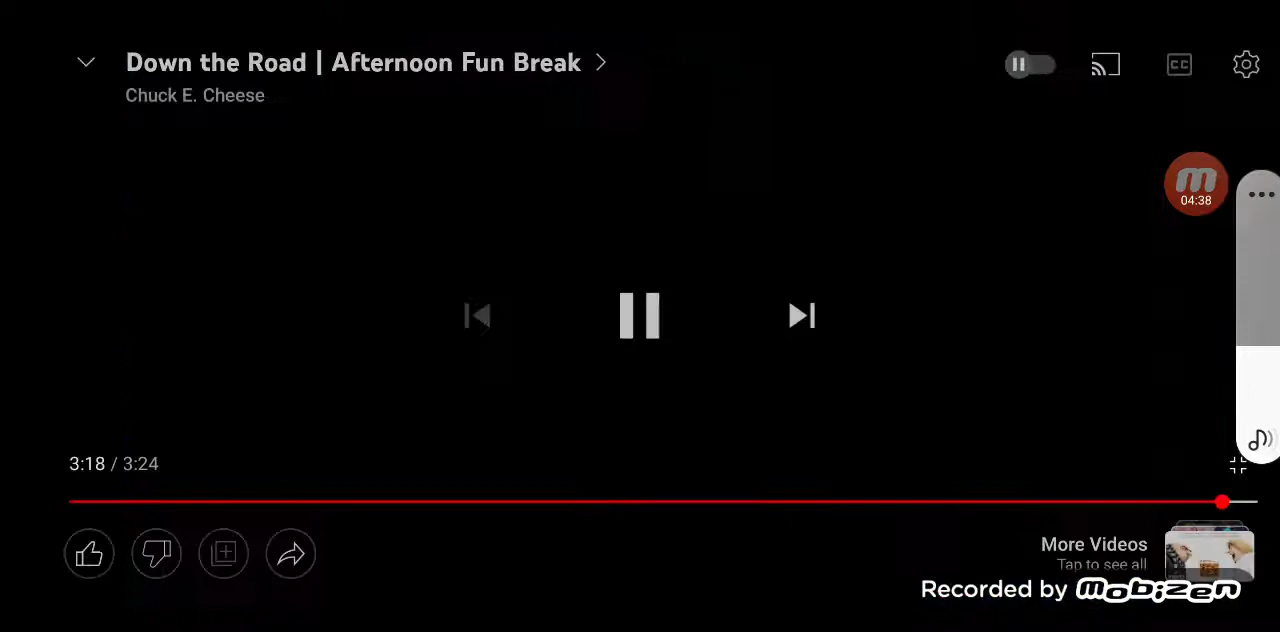 Down the Road | Afternoon Fun Break
Chuck E. Cheese
CC
m
04:38
3:18 / 3:24
More Videos
Tap to see all
Recorded by mobizen